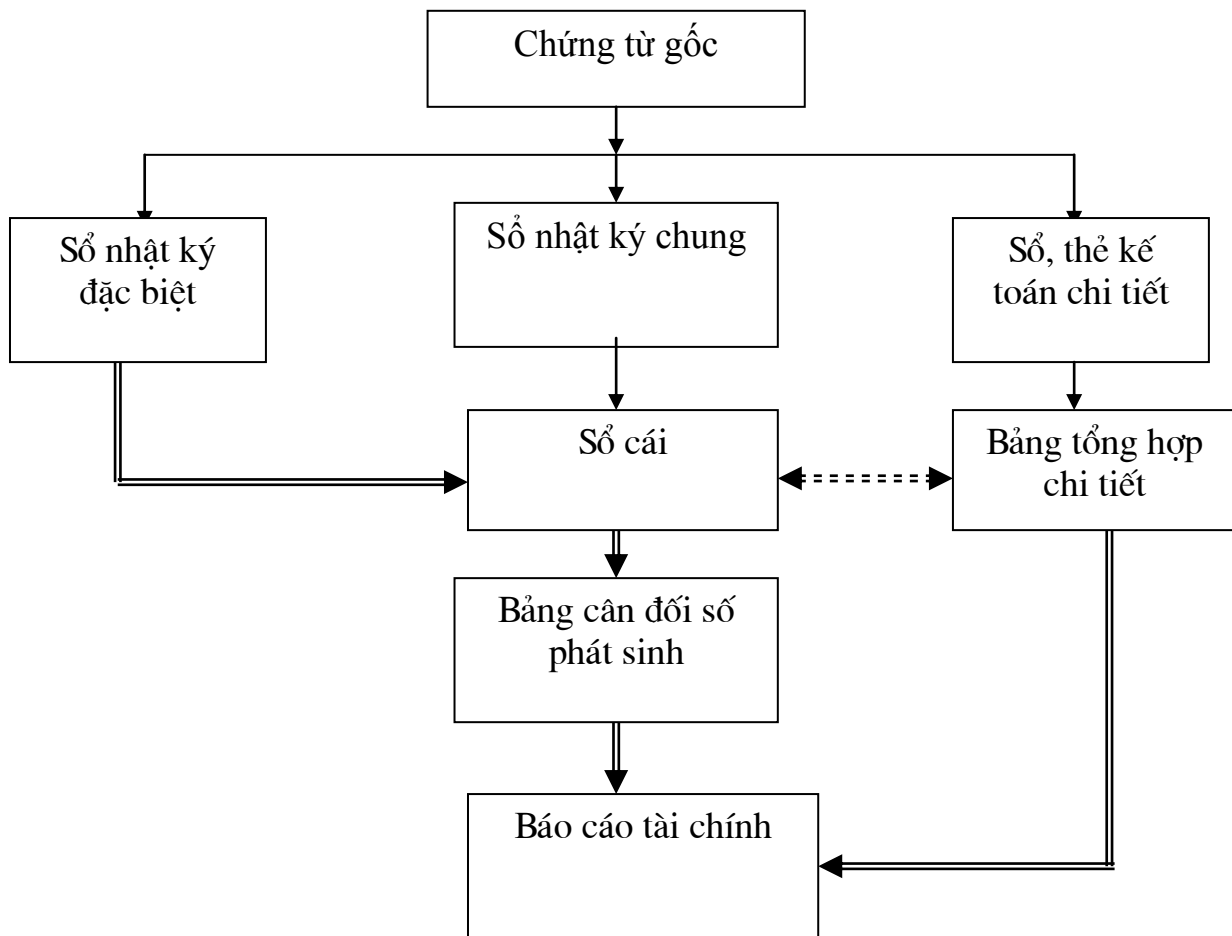 Chứng từ gốc
Sổ nhật ký
đặc biệt
Sổ nhật ký chung
Sổ, thẻ kế
toán chi tiết
Sổ cái
Bảng tổng hợp
chi tiết
Bảng cân đối số
phát sinh
Báo cáo tài chính